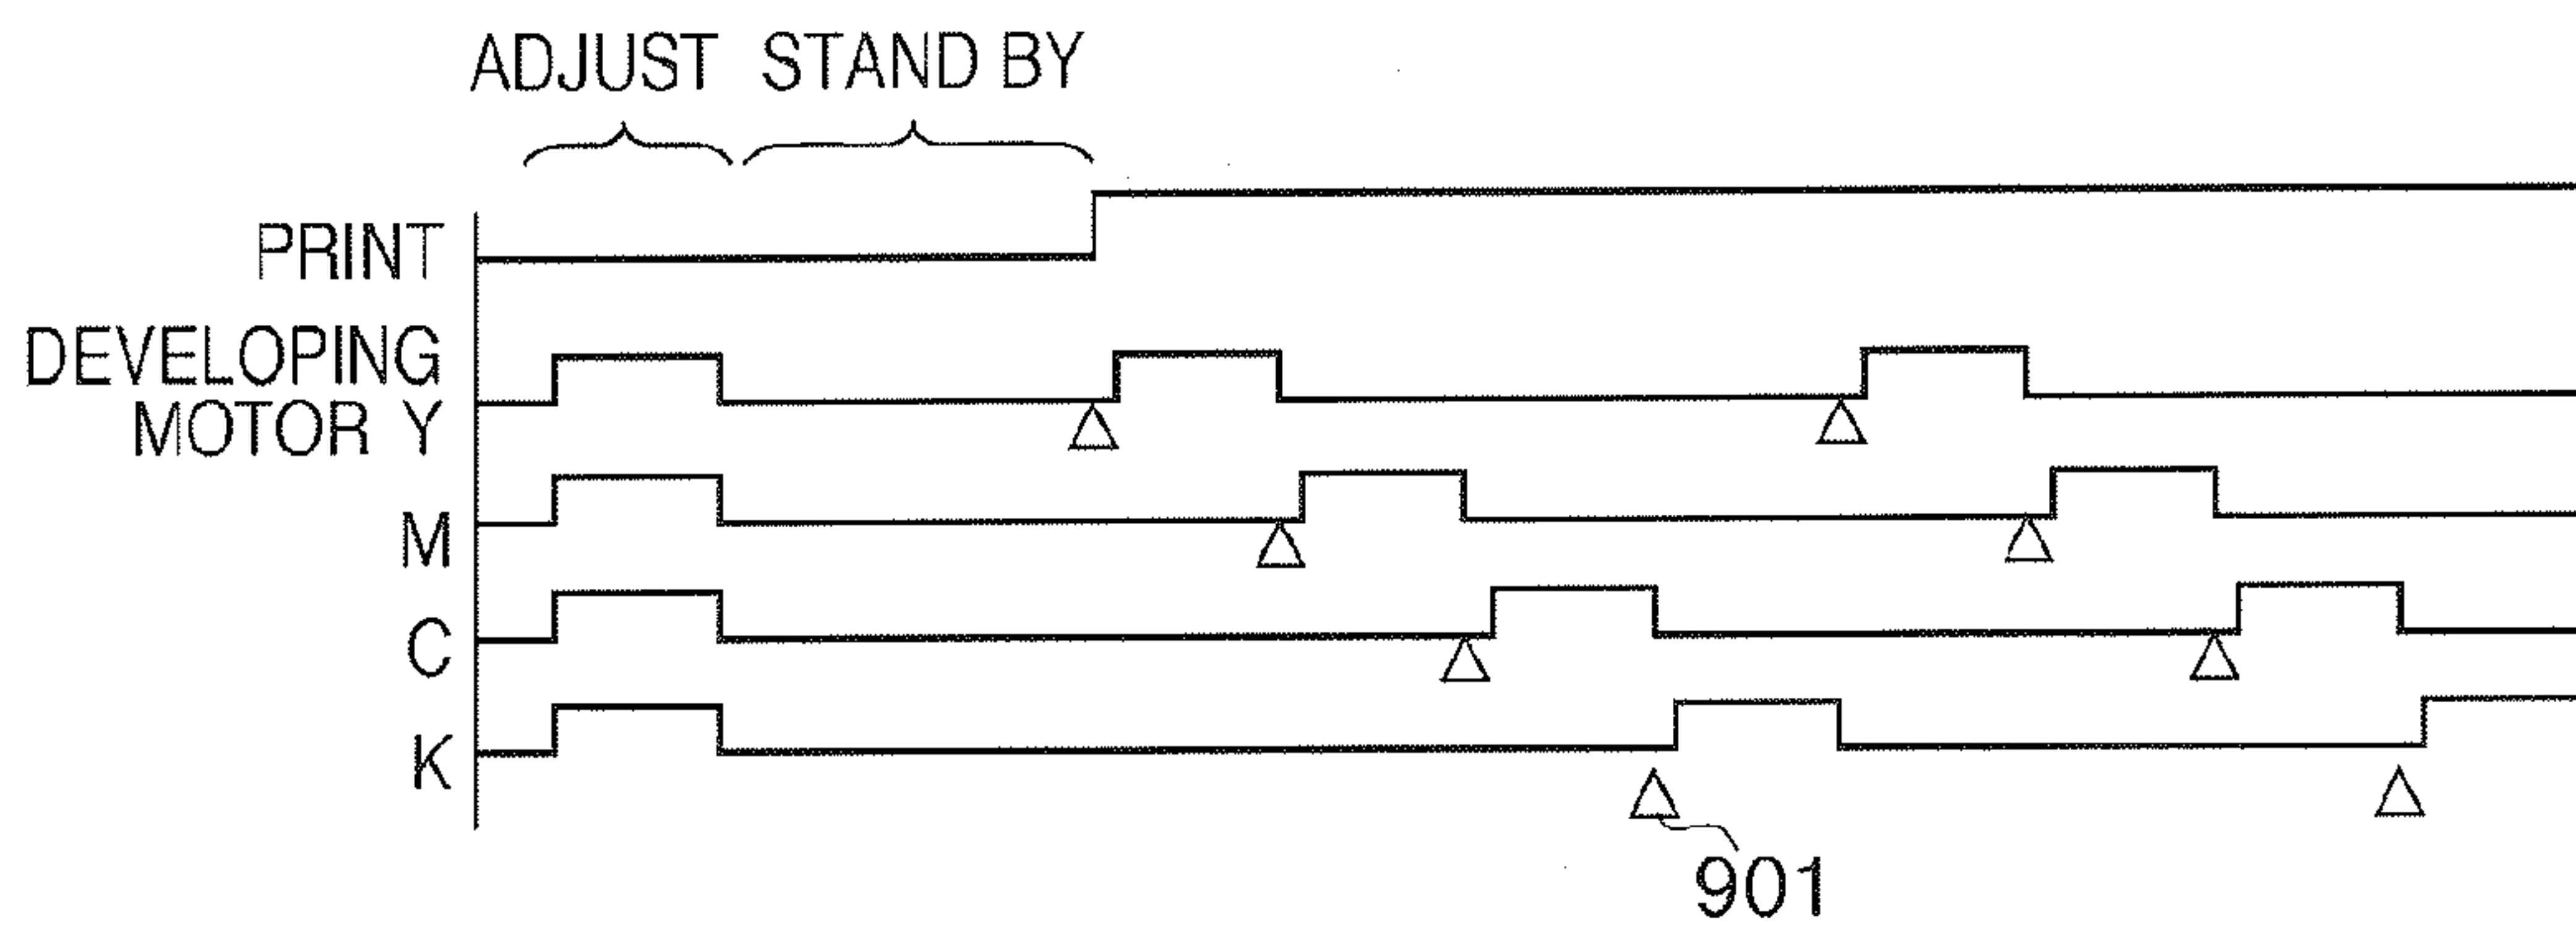 ADJUST STAND BY
PRINT
DEVELOPING
MOTOR Y
M
C
K
901